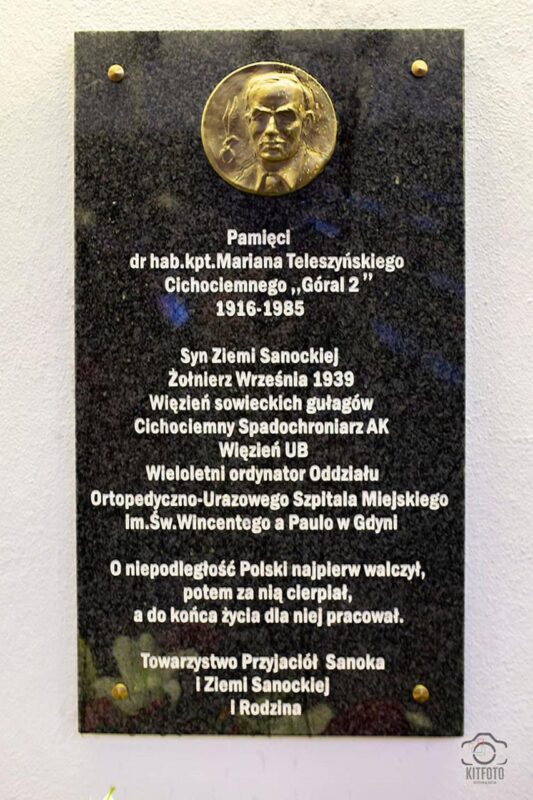 Pamięci
dr hab.kpt.Mariana Teleszyńskiego
Cichociemnego ,,Góral 2 ”
1916-1985
Syn Ziemi Sanockiej
Żołnierz Września 1939
Więzień sowieckich gułagów
Cichociemny Spadochroniarz AK
Więzień UB
Wieloletni ordynator Oddziału
Ortopedyczno-Urazowego Szpitala Miejskiego
im.Św.Wincentego a Paulo w Gdyni
O niepodległość Polski najpierw walczył,
potem za nią cierpiał,
a do końca życia dla niej pracował.
Towarzystwo Przyjaciół Sanoka
i Ziemi Sanockiej
i Rodzina
KITFOTO